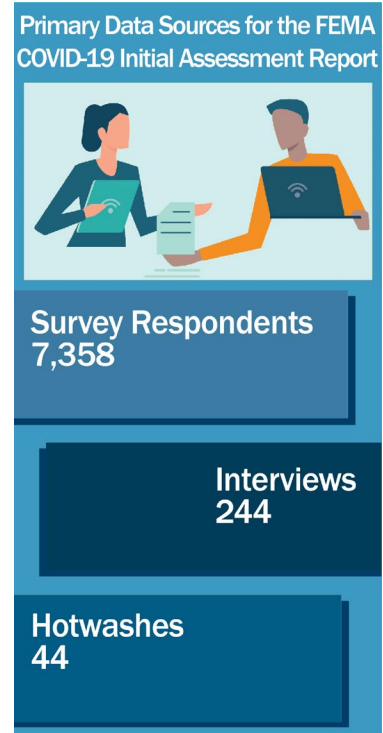 Primary Data Sources for the FEMA
COVID-19 Initial Assessment Report
Survey Respondents
7,358
Interviews
244
Hotwashes
44